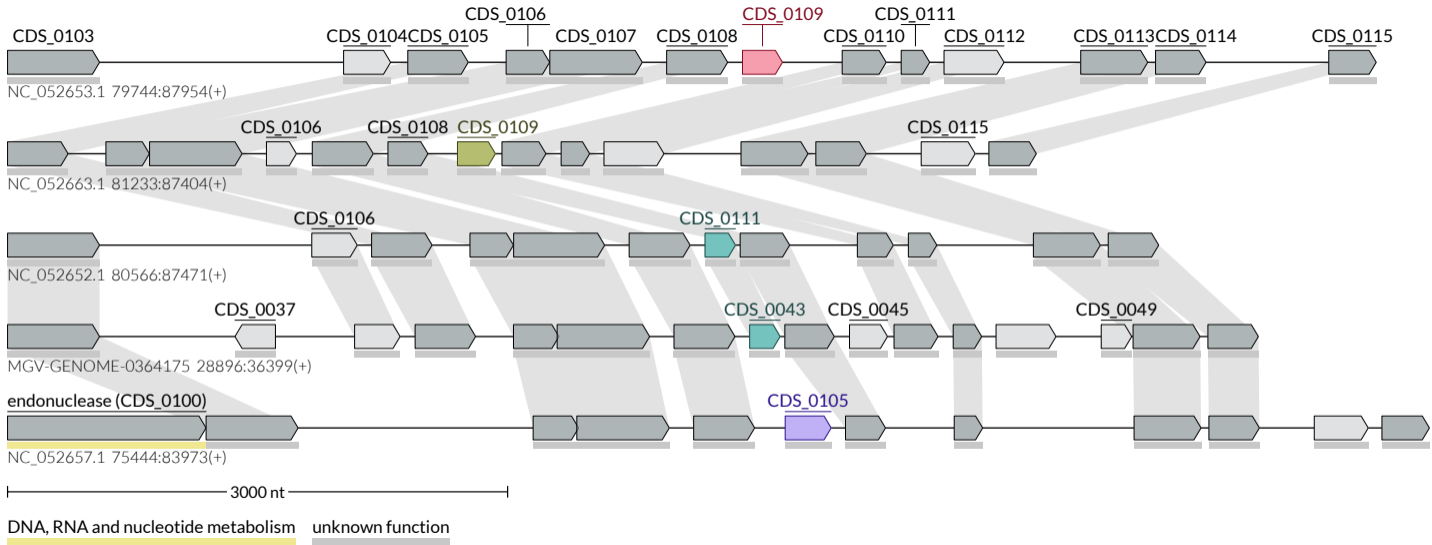 CDS_0106 CDS_0109 CDS_0111
CDS_0103 CDS_0104 CDS_0105 CDS_0107 CDS_0108 CDS_0110 CDS_0112 CDS_0113 CDS_0114 CDS_0115
NC_052653.1 79744:87954(+)
CDS_0106 CDS_0108 CDS_0109 CDS_0115
NC_052663.1 81233:87404(+)
CDS_0106 CDS_0111
NC_052652.1 80566:87471(+)
CDS_0037 CDS_0043 CDS_0045 CDS_0049
MGV-GENOME-0364175 28896:36399(+)
endonuclease (CDS_0100) CDS_0105
NC_052657.1 75444:83973(+)
3000 nt
DNA, RNA and nucleotide metabolism unknown function